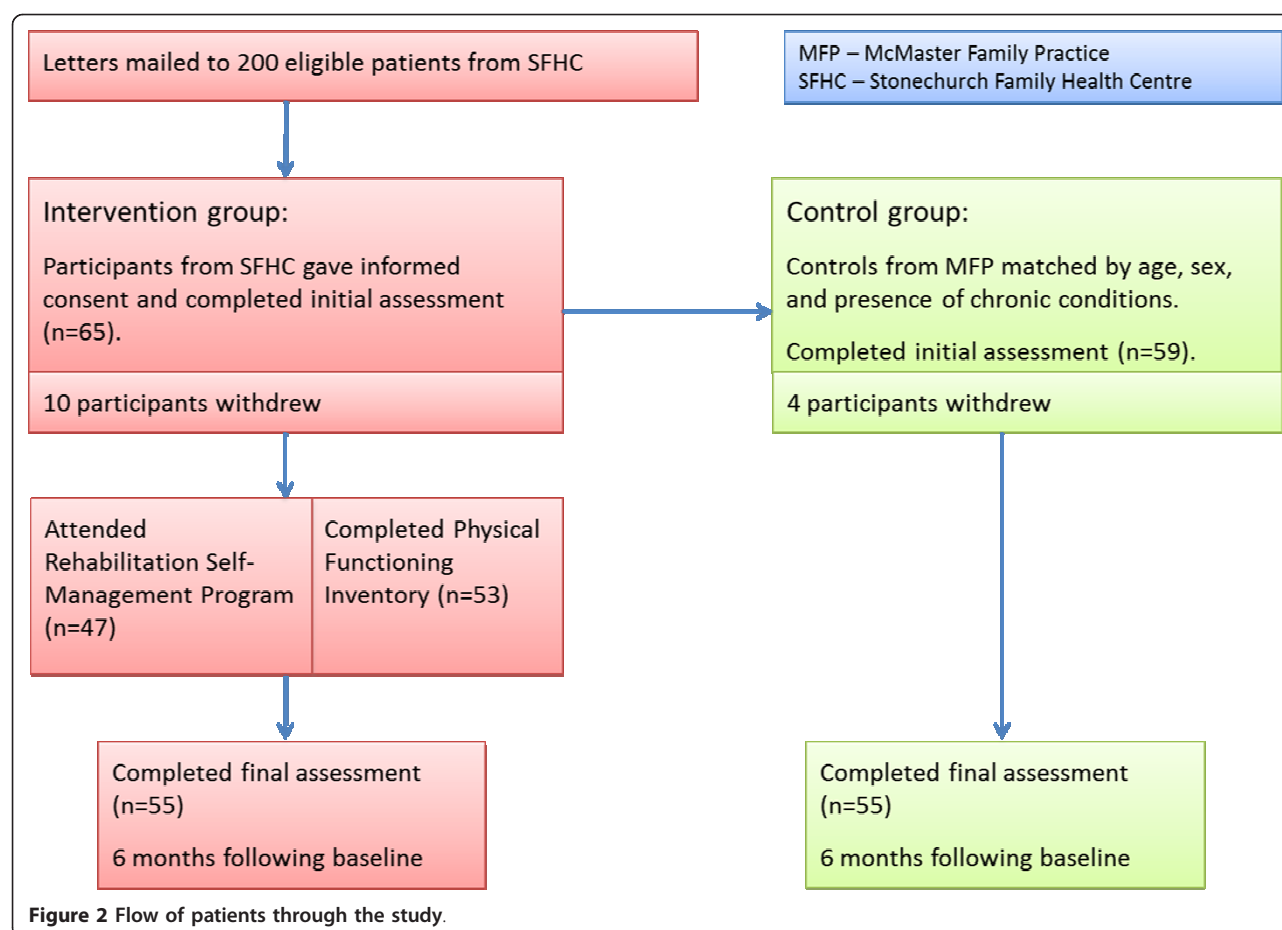 Letters mailed to 200 eligible patients from SFHC
MFP – McMaster Family Practice
SFHC – Stonechurch Family Health Centre
Intervention group:
Participants from SFHC gave informed
consent and completed initial assessment
(n=65).
10 participants withdrew
Control group:
Controls from MFP matched by age, sex,
and presence of chronic conditions.
Completed initial assessment (n=59).
4 participants withdrew
Attended
Rehabilitation Self-
Management Program
(n=47)
Completed Physical
Functioning
Inventory (n=53)
Completed final assessment
(n=55)
6 months following baseline
Completed final assessment
(n=55)
6 months following baseline
Figure 2 Flow of patients through the study.